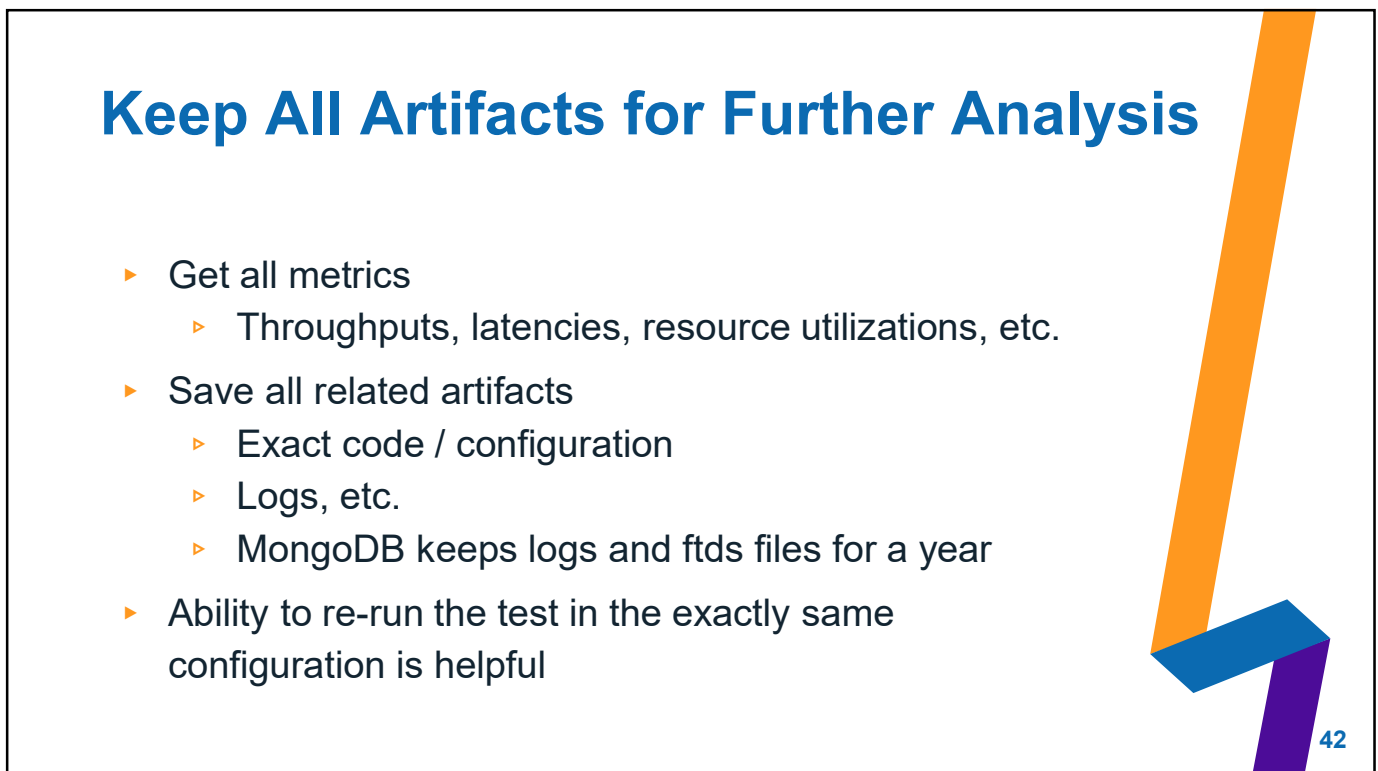 Keep All Artifacts for Further Analysis
Get all metrics
Throughputs, latencies, resource utilizations, etc.
Save all related artifacts
Exact code / configuration
Logs, etc.
MongoDB keeps logs and ftds files for a year
Ability to re-run the test in the exactly same
configuration is helpful
42